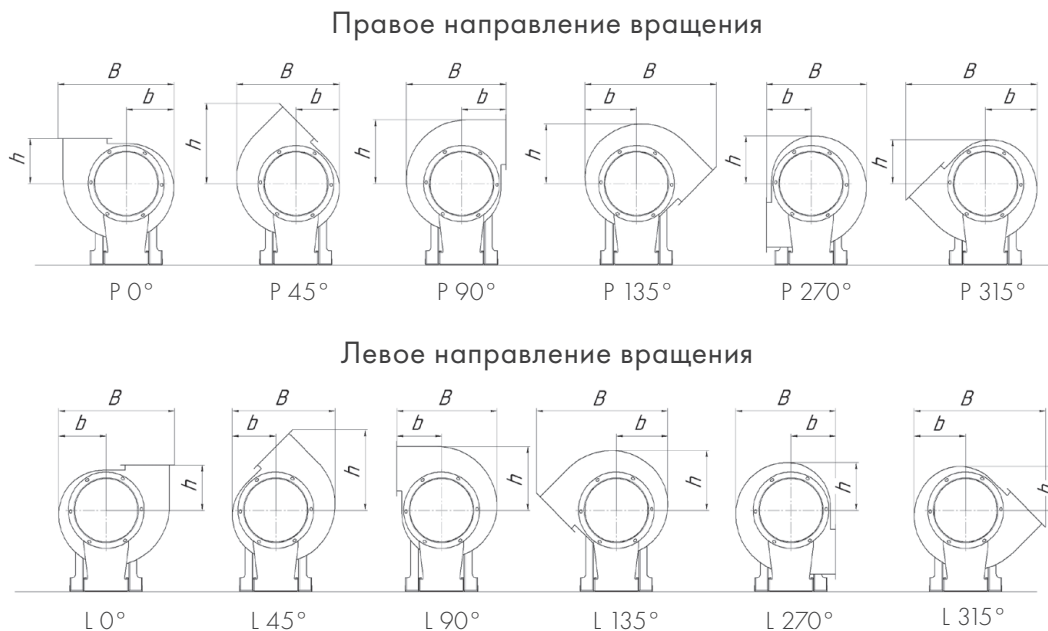 Правое направление вращения
B B B B B B
b b b b b b
h h h h h h
P 0° P 45° P 90° P 135° P 270° P 315°
Левое направление вращения
B B B B B B
b b b b b b
h h h h h h
L 0° L 45° L 90° L 135° L 270° L 315°